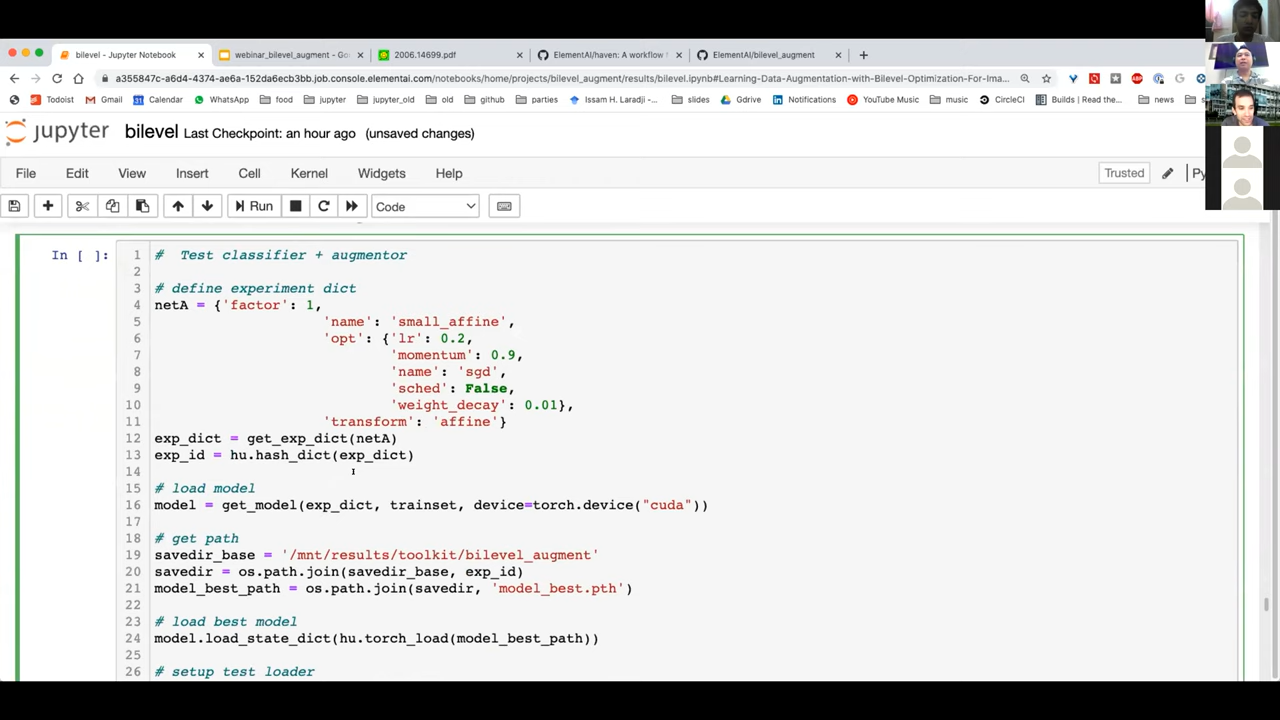 bilevel - Jupyter Notebook
webinar_bilevel_augment - Go
2006.14699.pdf
ElementAI/haven: A workflow f
ElementAI/bilevel_augment
a355847c-a6d4-4374-ae6a-152da6ecb3bb.job.console.elementai.com/notebooks/home/projects/bilevel_augment/results/bilevel.ipynb#Learning-Data-Augmentation-with-Bilevel-Optimization-For-Ima...
Todoist Gmail Calendar WhatsApp food jupyter jupyter_old old github parties Issam H. Laradji -... slides Gdrive Notifications YouTube Music music CircleCI Builds | Read the... news
jupyter bilevel Last Checkpoint: an hour ago (unsaved changes)
File Edit View Insert Cell Kernel Widgets Help Trusted Py
Run Code
In [ ]:
1 # Test classifier + augmentor
2
3 # define experiment dict
4 netA = {'factor': 1,
5 'name': 'small_affine',
6 'opt': {'lr': 0.2,
7 'momentum': 0.9,
8 'name': 'sgd',
9 'sched': False,
10 'weight_decay': 0.01},
11 'transform': 'affine'}
12 exp_dict = get_exp_dict(netA)
13 exp_id = hu.hash_dict(exp_dict)
14
15 # load model
16 model = get_model(exp_dict, trainset, device=torch.device("cuda"))
17
18 # get path
19 savedir_base = '/mnt/results/toolkit/bilevel_augment'
20 savedir = os.path.join(savedir_base, exp_id)
21 model_best_path = os.path.join(savedir, 'model_best.pth')
22
23 # load best model
24 model.load_state_dict(hu.torch_load(model_best_path))
25
26 # setup test loader